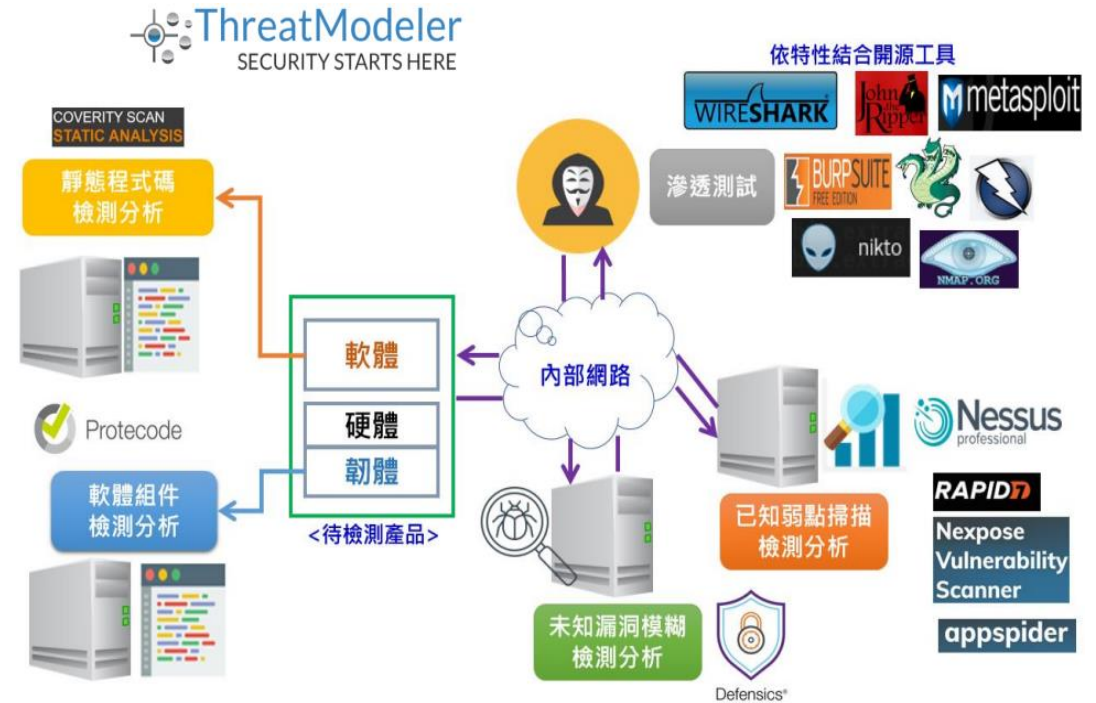 ThreatModeler
SECURITY STARTS HERE
依特性結合開源工具
WIRESHARK
John
the
Ripper
metasploit
COVERITY SCAN
STATIC ANALYSIS
靜態程式碼
檢測分析
滲透測試
BURPSUITE
FREE EDITION
nikto
NMAP.ORG
軟體
硬體
韌體
<待檢測產品>
內部網路
Protecode
軟體組件
檢測分析
Nessus
professional
已知弱點掃描
檢測分析
RAPID7
Nexpose
Vulnerability
Scanner
appspider
未知漏洞模糊
檢測分析
Defensics®